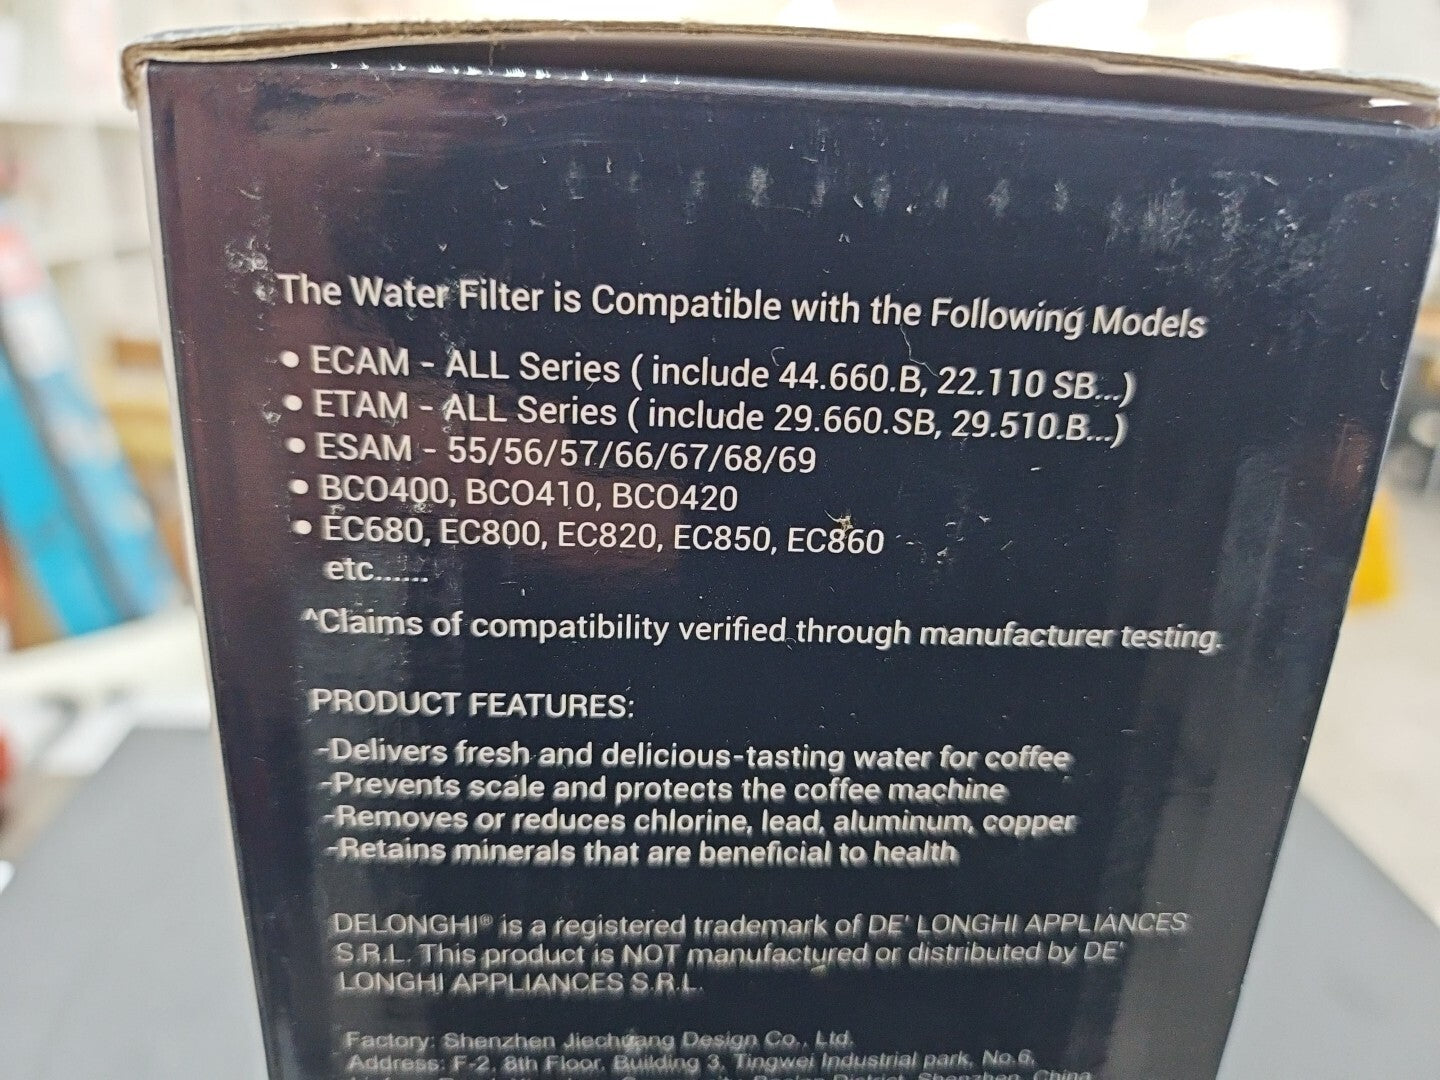 The Water Filter is Compatible with the Following Models
• ECAM - ALL Series ( include 44.660.B, 22.110 SB...)
• ETAM - ALL Series ( include 29.660.SB, 29.510.B...)
• ESAM - 55/56/57/66/67/68/69
• BCO400, BCO410, BCO420
• EC680, EC800, EC820, EC850, EC860
etc......
^Claims of compatibility verified through manufacturer testing.
PRODUCT FEATURES:
-Delivers fresh and delicious-tasting water for coffee
-Prevents scale and protects the coffee machine
-Removes or reduces chlorine, lead, aluminum, copper
-Retains minerals that are beneficial to health
DELONGHI® is a registered trademark of DE' LONGHI APPLIANCES
S.R.L. This product is NOT manufactured or distributed by DE'
LONGHI APPLIANCES S.R.L.
Factory: Shenzhen Jiechuang Design Co., Ltd.
Address: F-2, 8th Floor, Building 3, Tingwei Industrial park, No.6,
Shenzhen, China